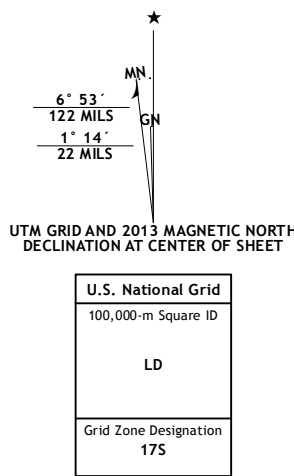 ★
MN
6° 53´
122 MILS
GN
1° 14´
22 MILS
UTM GRID AND 2013 MAGNETIC NORTH
DECLINATION AT CENTER OF SHEET
U.S. National Grid
100,000-m Square ID
LD
Grid Zone Designation
17S